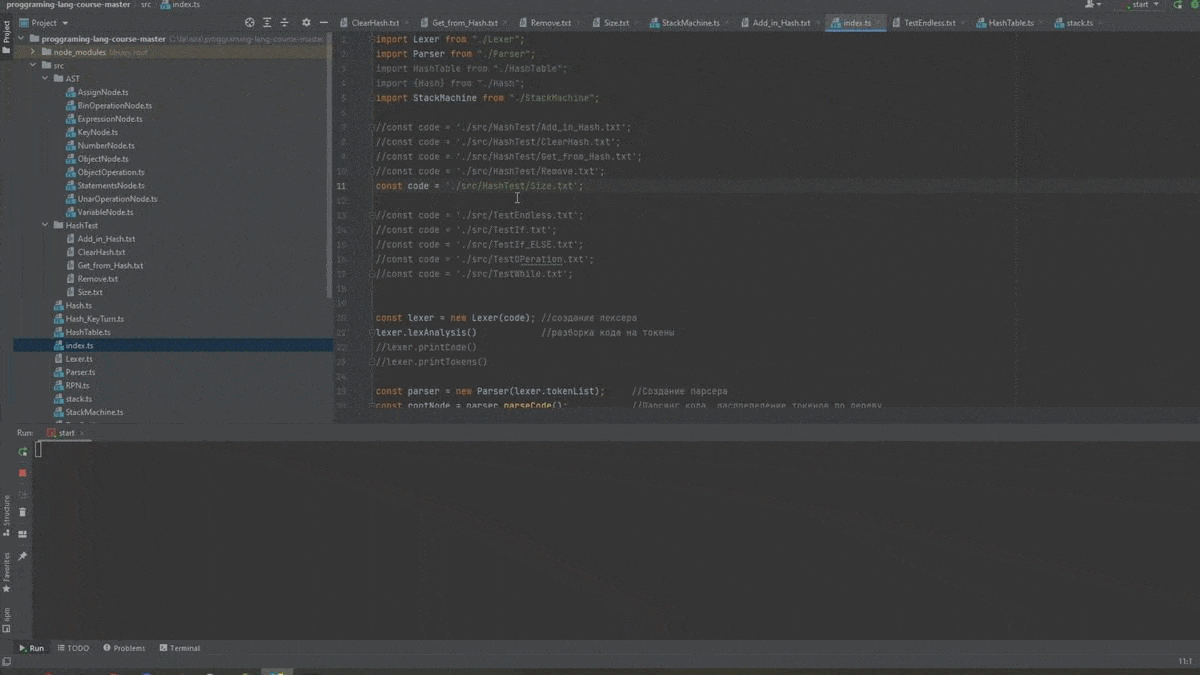 proggraming-lang-course-master src index.ts
start
Project
ClearHash.txt Get_from_Hash.txt Remove.txt Size.txt StackMachine.ts Add_in_Hash.txt index.ts TestEndless.txt HashTable.ts stack.ts
proggraming-lang-course-master
node_modules library root
src
AST
AssignNode.ts
BinOperationNode.ts
ExpressionNode.ts
KeyNode.ts
NumberNode.ts
ObjectNode.ts
ObjectOperation.ts
StatementsNode.ts
UnarOperationNode.ts
VariableNode.ts
HashTest
Add_in_Hash.txt
ClearHash.txt
Get_from_Hash.txt
Remove.txt
Size.txt
Hash.ts
Hash_KeyTurn.ts
HashTable.ts
index.ts
Lexer.ts
Parser.ts
RPN.ts
stack.ts
StackMachine.ts
1 import Lexer from "./Lexer";
2 import Parser from "./Parser";
3 import HashTable from "./HashTable";
4 import {Hash} from "./Hash";
5 import StackMachine from "./StackMachine";
6
7 //const code = './src/HashTest/Add_in_Hash.txt';
8 //const code = './src/HashTest/ClearHash.txt';
9 //const code = './src/HashTest/Get_from_Hash.txt';
10 //const code = './src/HashTest/Remove.txt';
11 const code = './src/HashTest/Size.txt';
12
13 //const code = './src/TestEndless.txt';
14 //const code = './src/TestIf.txt';
15 //const code = './src/TestIf_ELSE.txt';
16 //const code = './src/TestOPeration.txt';
17 //const code = './src/TestWhile.txt';
18
19
20 const lexer = new Lexer(code); //создание лексера
21 lexer.lexAnalysis() //разборка кода на токены
22 //lexer.printCode()
23 //lexer.printTokens()
24
25 const parser = new Parser(lexer.tokenList); //Создание парсера
26 const rootNode = parser.parseCode(); //Парсинг кода, распределение токенов по дереву
Run: start
Structure
Favorites
npm
Run TODO Problems Terminal
11:1